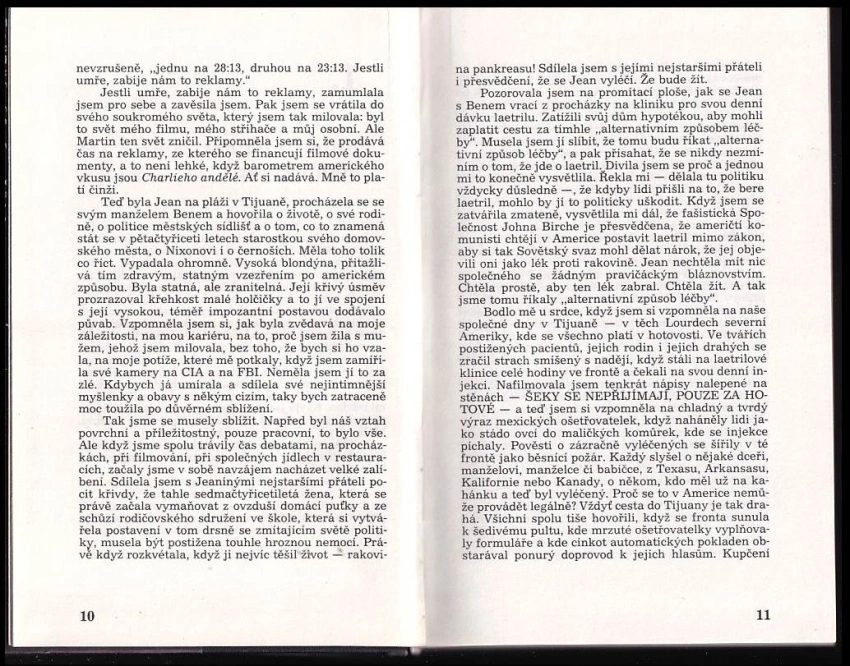 nevzrušeně, „jednu na 28:13, druhou na 23:13. Jestli
umře, zabije nám to reklamy.“
Jestli umře, zabije nám to reklamy, zamumlala
jsem pro sebe a zavěsila jsem. Pak jsem se vrátila do
svého soukromého světa, který jsem tak milovala: byl
to svět mého filmu, mého střihače a můj osobní. Ale
Martin ten svět zničil. Připomněla jsem si, že prodává
čas na reklamy, ze kterého se financují filmové doku-
menty, a to není lehké, když barometrem amerického
vkusu jsou Charlieho andělé. Ať si nadává. Mně to pla-
tí činži.
Teď byla Jean na pláži v Tijuaně, procházela se se
svým manželem Benem a hovořila o životě, o své rodi-
ně, o politice městských sídlišť a o tom, co to znamená
stát se v pětačtyřiceti letech starostkou svého domov-
ského města, o Nixonovi i o černoších. Měla toho tolik
co říct. Vypadala ohromně. Vysoká blondýna, přitažli-
vá tím zdravým, statným vzezřením po americkém
způsobu. Byla statná, ale zranitelná. Její křivý úsměv
prozrazoval křehkost malé holčičky a to jí ve spojení
s její vysokou, téměř impozantní postavou dodávalo
půvab. Vzpomněla jsem si, jak byla zvědavá na moje
záležitosti, na mou kariéru, na to, proč jsem žila s mu-
žem, jehož jsem milovala, bez toho, že bych si ho vza-
la, na moje potíže, které mě potkaly, když jsem zamíři-
la své kamery na CIA a na FBI. Neměla jsem jí to za
zlé. Kdybych já umírala a sdílela své nejintimnější
myšlenky a obavy s někým cizím, taky bych zatraceně
moc toužila po důvěrném sblížení.
Tak jsme se musely sblížit. Napřed byl náš vztah
povrchní a příležitostný, pouze pracovní, to bylo vše.
Ale když jsme spolu trávily čas debatami, na procház-
kách, při filmování, při společných jídlech v restaura-
cích, začaly jsme v sobě navzájem nacházet velké zalí-
bení. Sdílela jsem s Jeaninými nejstaršími přáteli po-
cit křivdy, že tahle sedmačtyřicetiletá žena, která se
právě začala vymaňovat z ovzduší domácí puťky a ze
schůzí rodičovského sdružení ve škole, která si vytvá-
řela postavení v tom drsně se zmítajícím světě politi-
ky, musela být postižena touhle hroznou nemocí. Prá-
vě když rozkvétala, když ji nejvíc těšil život — rakovi-
10
na pankreasu! Sdílela jsem s jejími nejstaršími přáteli
i přesvědčení, že se Jean vyléčí. Že bude žít.
Pozorovala jsem na promítací ploše, jak se Jean
s Benem vrací z procházky na kliniku pro svou denní
dávku laetrilu. Zatížili svůj dům hypotékou, aby mohli
zaplatit cestu za tímhle „alternativním způsobem léč-
by“. Musela jsem jí slíbit, že tomu budu říkat „alterna-
tivní způsob léčby“, a pak přísahat, že se nikdy nezmí-
ním o tom, že jde o laetril. Divila jsem se proč a jednou
mi to konečně vysvětlila. Řekla mi — dělala tu politiku
vždycky důsledně —, že kdyby lidi přišli na to, že bere
laetril, mohlo by jí to politicky uškodit. Když jsem se
zatvářila zmateně, vysvětlila mi dál, že fašistická Spo-
lečnost Johna Birche je přesvědčena, že američtí ko-
munisti chtějí v Americe postavit laetril mimo zákon,
aby si tak Sovětský svaz mohl dělat nárok, že jej obje-
vili oni jako lék proti rakovině. Jean nechtěla mít nic
společného se žádným pravičáckým bláznovstvím.
Chtěla prostě, aby ten lék zabral. Chtěla žít. A tak
jsme tomu říkaly „alternativní způsob léčby“.
Bodlo mě u srdce, když jsem si vzpomněla na naše
společné dny v Tijuaně — v těch Lourdech severní
Ameriky, kde se všechno platí v hotovosti. Ve tvářích
postižených pacientů, jejich rodin i jejich drahých se
zračil strach smíšený s nadějí, když stáli na laetrilové
klinice celé hodiny ve frontě a čekali na svou denní in-
jekci. Nafilmovala jsem tenkrát nápisy nalepené na
stěnách — ŠEKY SE NEPŘIJÍMAJÍ, POUZE ZA HO-
TOVÉ — a teď jsem si vzpomněla na chladný a tvrdý
výraz mexických ošetřovatelek, když naháněly lidi ja-
ko stádo ovcí do maličkých komůrek, kde se injekce
píchaly. Pověsti o zázračně vyléčených se šířily v té
frontě jako běsnící požár. Každý slyšel o nějaké dceři,
manželovi, manželce či babičce, z Texasu, Arkansasu,
Kalifornie nebo Kanady, o někom, kdo měl už na ka-
hánku a teď byl vyléčený. Proč se to v Americe nemů-
že provádět legálně? Vždyť cesta do Tijuany je tak dra-
há. Všichni spolu tiše hovořili, když se fronta sunula
k šedivému pultu, kde mrzuté ošetřovatelky vyplňova-
ly formuláře a kde cinkot automatických pokladen ob-
starával ponurý doprovod k jejich hlasům. Kupčení
11